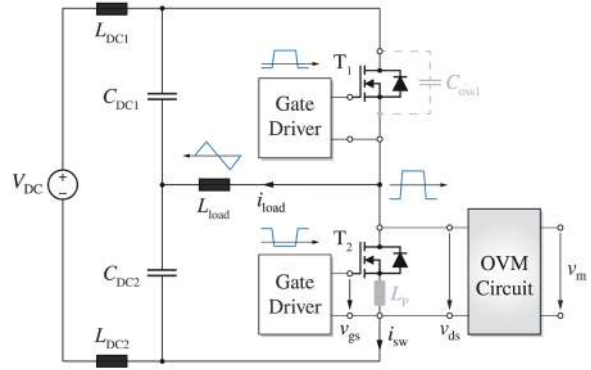 L_DC1
T_1
C_oss1
C_DC1
Gate
Driver
V_DC
+
−
L_load
i_load
T_2
C_DC2
Gate
Driver
L_p
OVM
Circuit
v_m
v_gs
i_sw
v_ds
L_DC2